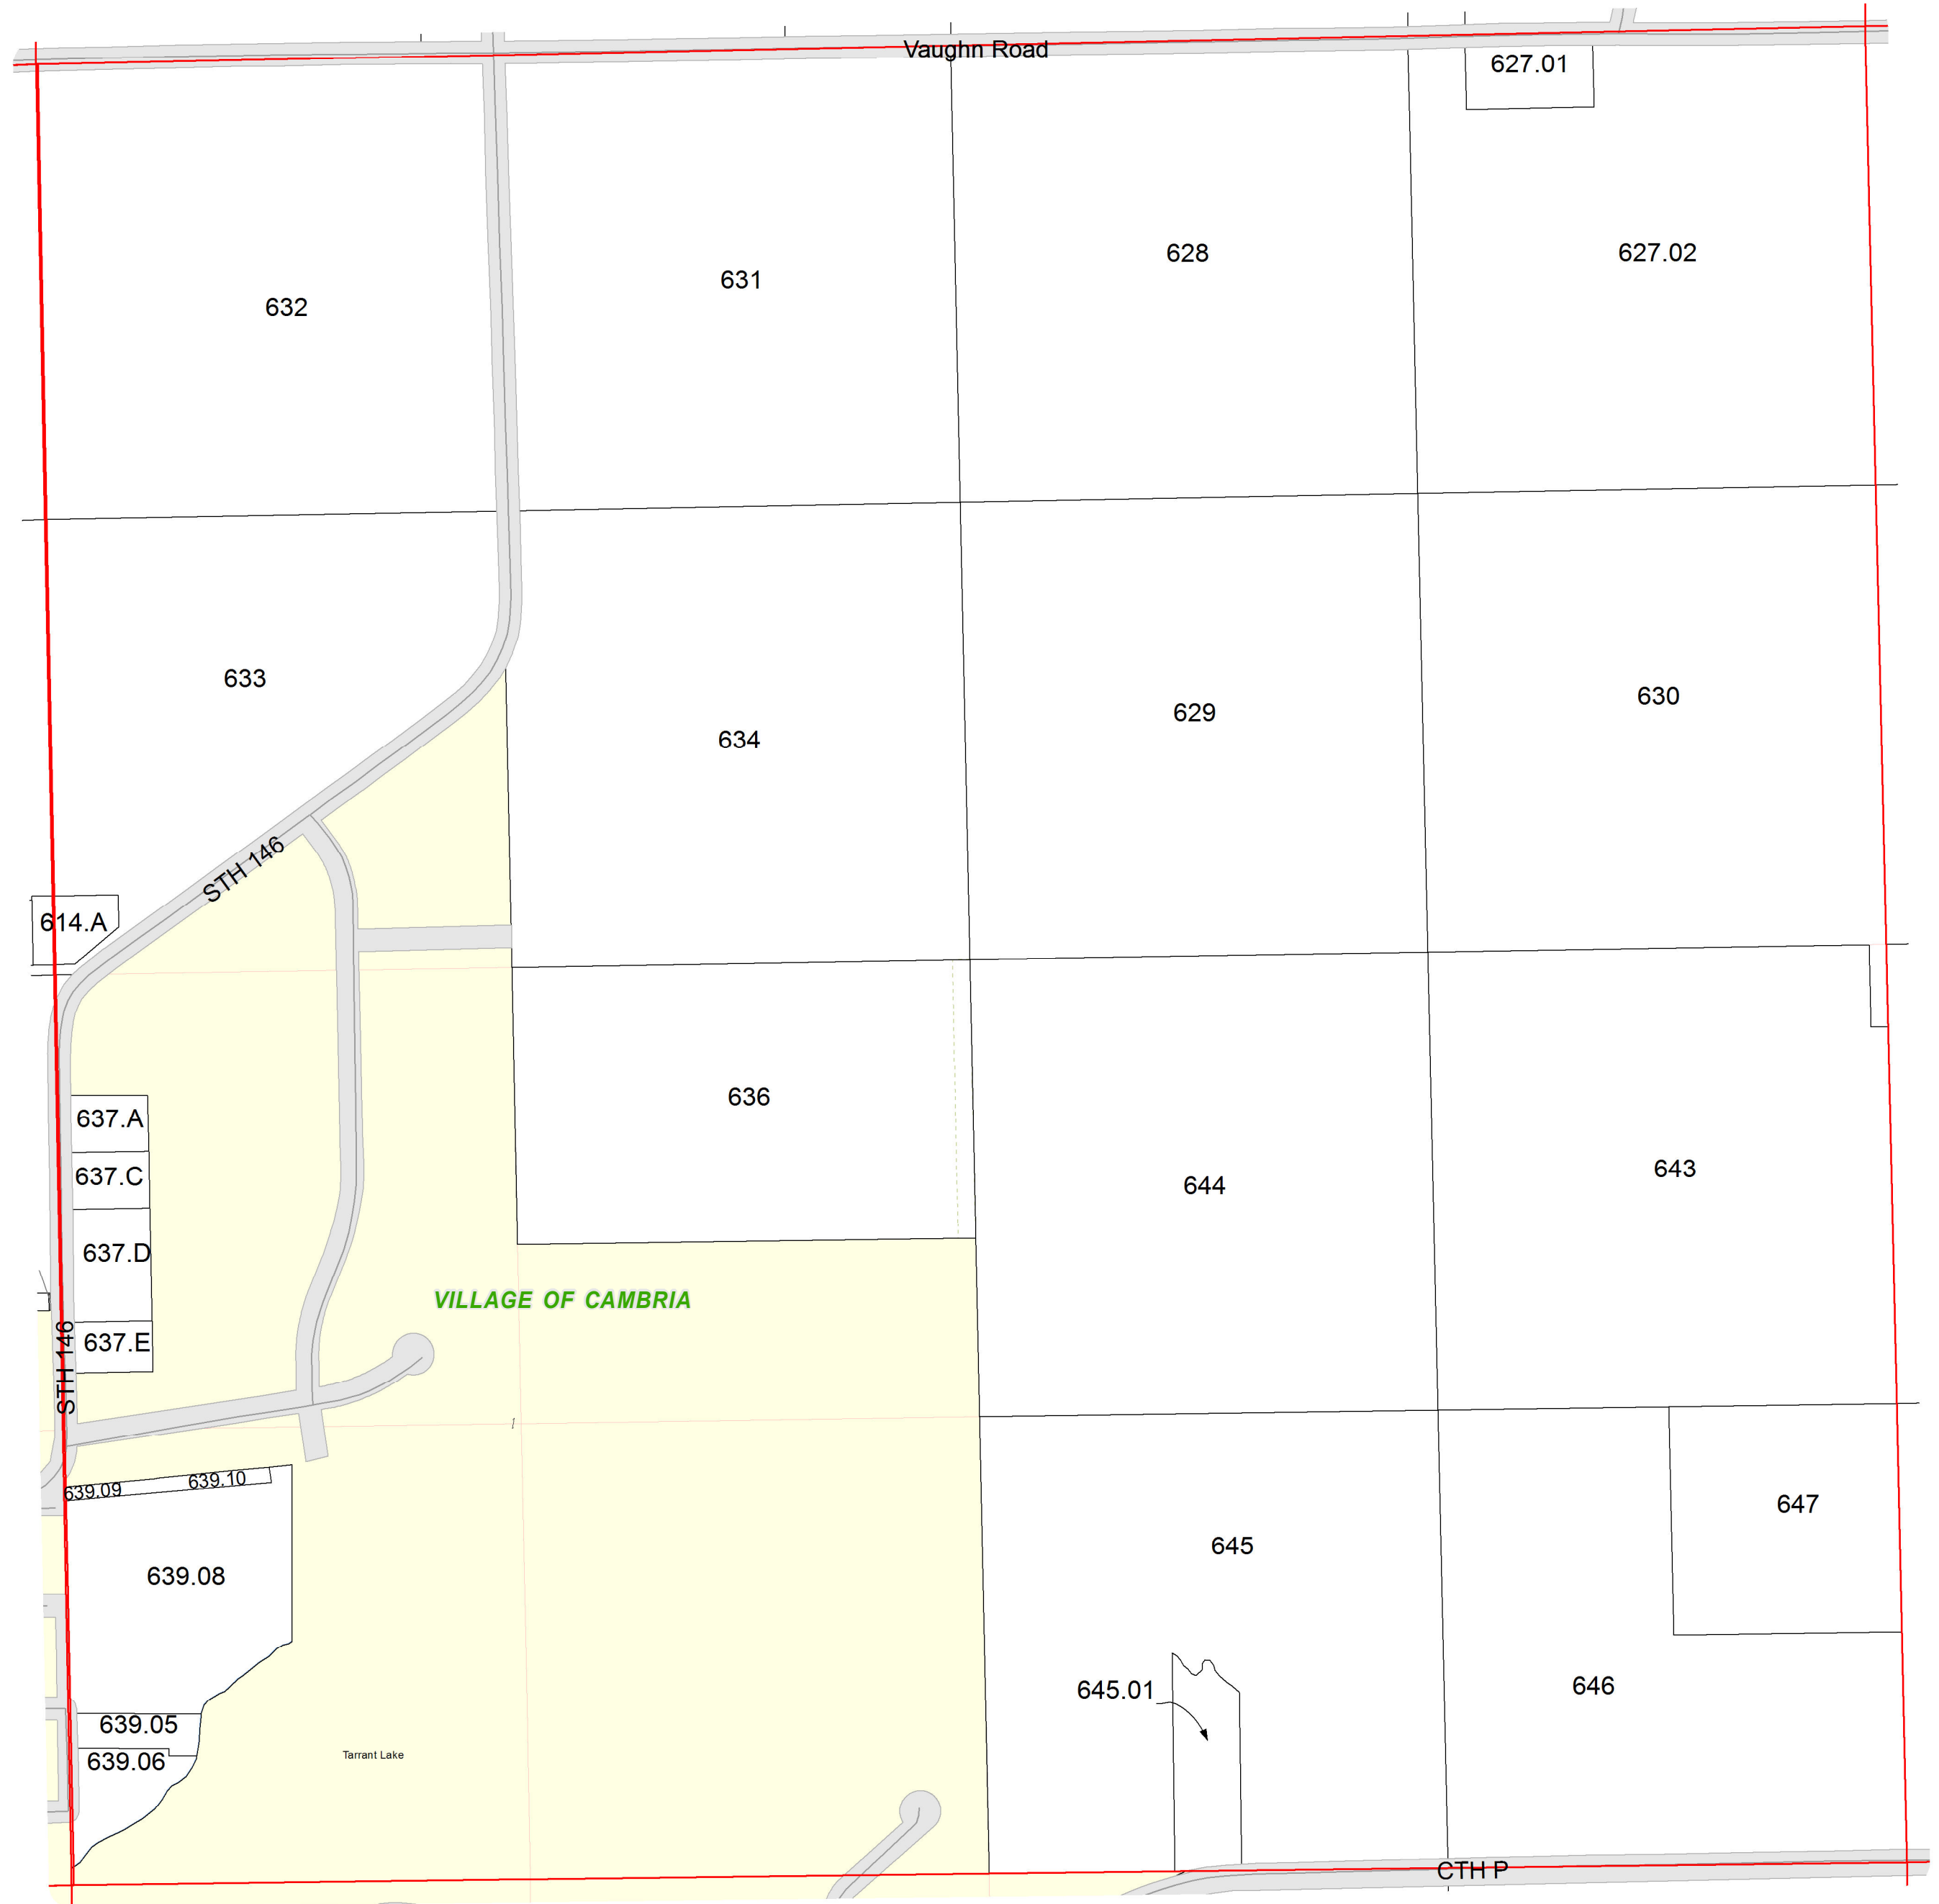 Vaughn Road
627.01
628
627.02
631
632
633
634
629
630
STH 146
614.A
636
637.A
637.C
637.D
637.E
644
643
VILLAGE OF CAMBRIA
STH 146
1
639.09
639.10
639.08
645
647
645.01
646
639.05
639.06
Tarrant Lake
CTH P